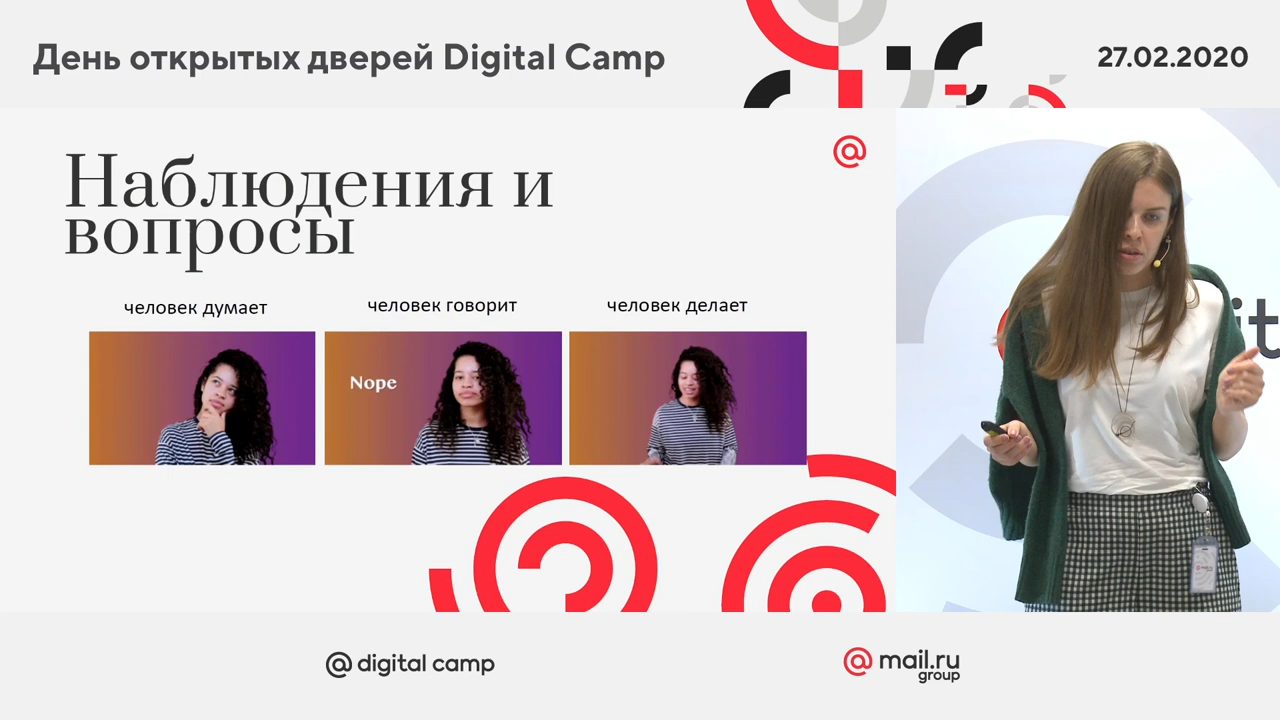 День открытых дверей Digital Camp
27.02.2020
Наблюдения и
вопросы
человек думает
человек говорит
человек делает
Nope
it
@ digital camp
@ mail.ru
group